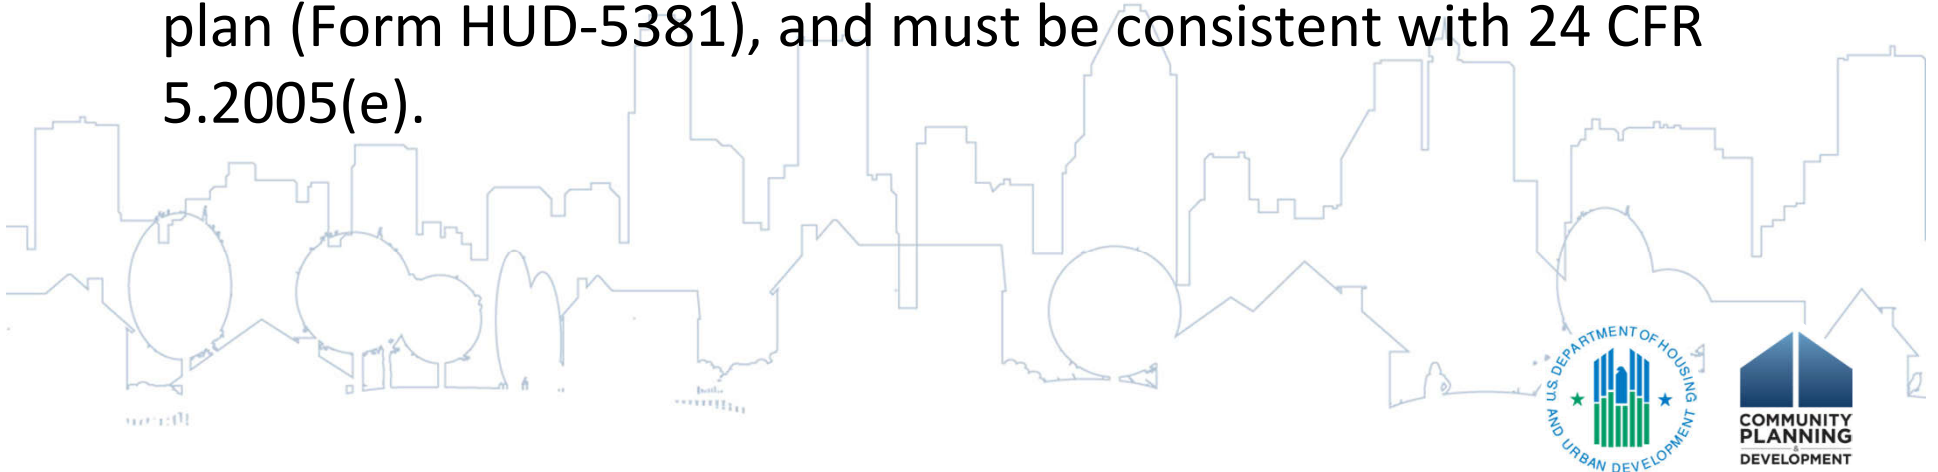 plan (Form HUD-5381), and must be consistent with 24 CFR
5.2005(e).
U.S. DEPARTMENT OF HOUSING
AND URBAN DEVELOPMENT
COMMUNITY
PLANNING
&
DEVELOPMENT